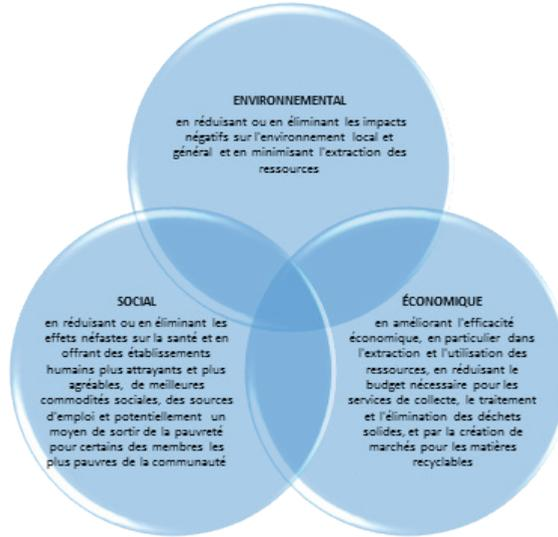 ENVIRONNEMENTAL
en réduisant ou en éliminant les impacts
négatifs sur l'environnement local et
général et en minimisant l'extraction des
ressources
SOCIAL
en réduisant ou en éliminant les
effets néfastes sur la santé et en
offrant des établissements
humains plus attrayants et plus
agréables, de meilleures
commodités sociales, des sources
d'emploi et potentiellement un
moyen de sortir de la pauvreté
pour certains des membres les
plus pauvres de la communauté
ÉCONOMIQUE
en améliorant l'efficacité
économique, en particulier dans
l'extraction et l'utilisation des
ressources, en réduisant le
budget nécessaire pour les
services de collecte, le traitement
et l'élimination des déchets
solides, et par la création de
marchés pour les matières
recyclables